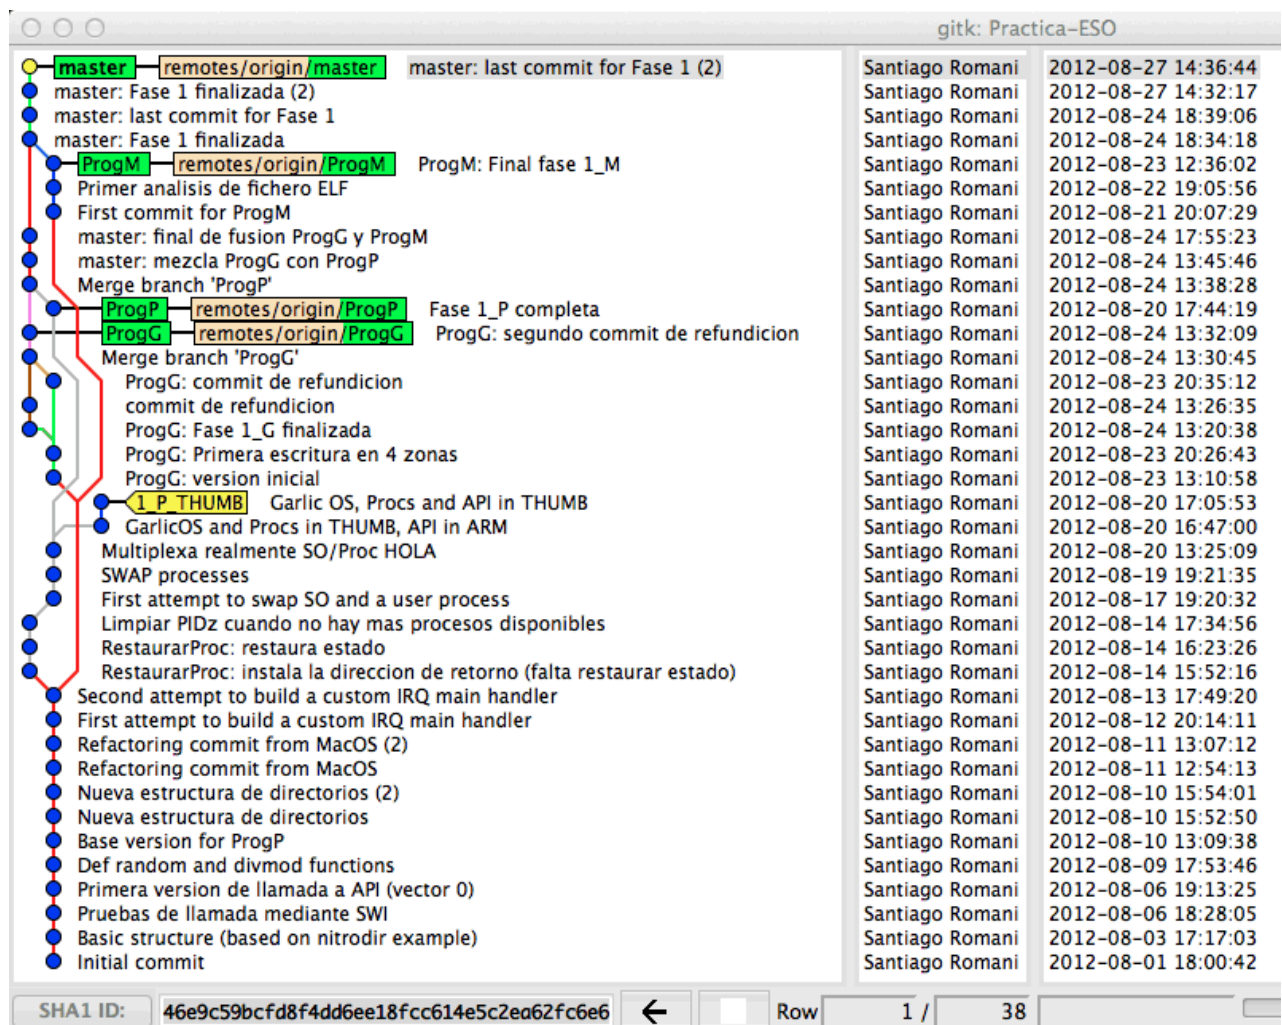 gitk: Practica-ESO
master remotes/origin/master master: last commit for Fase 1 (2) Santiago Romani 2012-08-27 14:36:44
master: Fase 1 finalizada (2) Santiago Romani 2012-08-27 14:32:17
master: last commit for Fase 1 Santiago Romani 2012-08-24 18:39:06
master: Fase 1 finalizada Santiago Romani 2012-08-24 18:34:18
ProgM remotes/origin/ProgM ProgM: Final fase 1_M Santiago Romani 2012-08-23 12:36:02
Primer analisis de fichero ELF Santiago Romani 2012-08-22 19:05:56
First commit for ProgM Santiago Romani 2012-08-21 20:07:29
master: final de fusion ProgG y ProgM Santiago Romani 2012-08-24 17:55:23
master: mezcla ProgG con ProgP Santiago Romani 2012-08-24 13:45:46
Merge branch 'ProgP' Santiago Romani 2012-08-24 13:38:28
ProgP remotes/origin/ProgP Fase 1_P completa Santiago Romani 2012-08-20 17:44:19
ProgG remotes/origin/ProgG ProgG: segundo commit de refundicion Santiago Romani 2012-08-24 13:32:09
Merge branch 'ProgG' Santiago Romani 2012-08-24 13:30:45
ProgG: commit de refundicion Santiago Romani 2012-08-23 20:35:12
commit de refundicion Santiago Romani 2012-08-24 13:26:35
ProgG: Fase 1_G finalizada Santiago Romani 2012-08-24 13:20:38
ProgG: Primera escritura en 4 zonas Santiago Romani 2012-08-23 20:26:43
ProgG: version inicial Santiago Romani 2012-08-23 13:10:58
1_P_THUMB Garlic OS, Procs and API in THUMB Santiago Romani 2012-08-20 17:05:53
GarlicOS and Procs in THUMB, API in ARM Santiago Romani 2012-08-20 16:47:00
Multiplexa realmente SO/Proc HOLA Santiago Romani 2012-08-20 13:25:09
SWAP processes Santiago Romani 2012-08-19 19:21:35
First attempt to swap SO and a user process Santiago Romani 2012-08-17 19:20:32
Limpiar PIDz cuando no hay mas procesos disponibles Santiago Romani 2012-08-14 17:34:56
RestaurarProc: restaura estado Santiago Romani 2012-08-14 16:23:26
RestaurarProc: instala la direccion de retorno (falta restaurar estado) Santiago Romani 2012-08-14 15:52:16
Second attempt to build a custom IRQ main handler Santiago Romani 2012-08-13 17:49:20
First attempt to build a custom IRQ main handler Santiago Romani 2012-08-12 20:14:11
Refactoring commit from MacOS (2) Santiago Romani 2012-08-11 13:07:12
Refactoring commit from MacOS Santiago Romani 2012-08-11 12:54:13
Nueva estructura de directorios (2) Santiago Romani 2012-08-10 15:54:01
Nueva estructura de directorios Santiago Romani 2012-08-10 15:52:50
Base version for ProgP Santiago Romani 2012-08-10 13:09:38
Def random and divmod functions Santiago Romani 2012-08-09 17:53:46
Primera version de llamada a API (vector 0) Santiago Romani 2012-08-06 19:13:25
Pruebas de llamada mediante SWI Santiago Romani 2012-08-06 18:28:05
Basic structure (based on nitrodir example) Santiago Romani 2012-08-03 17:17:03
Initial commit Santiago Romani 2012-08-01 18:00:42
SHA1 ID: 46e9c59bcfd8f4dd6ee18fcc614e5c2ea62fc6e6 Row 1 / 38